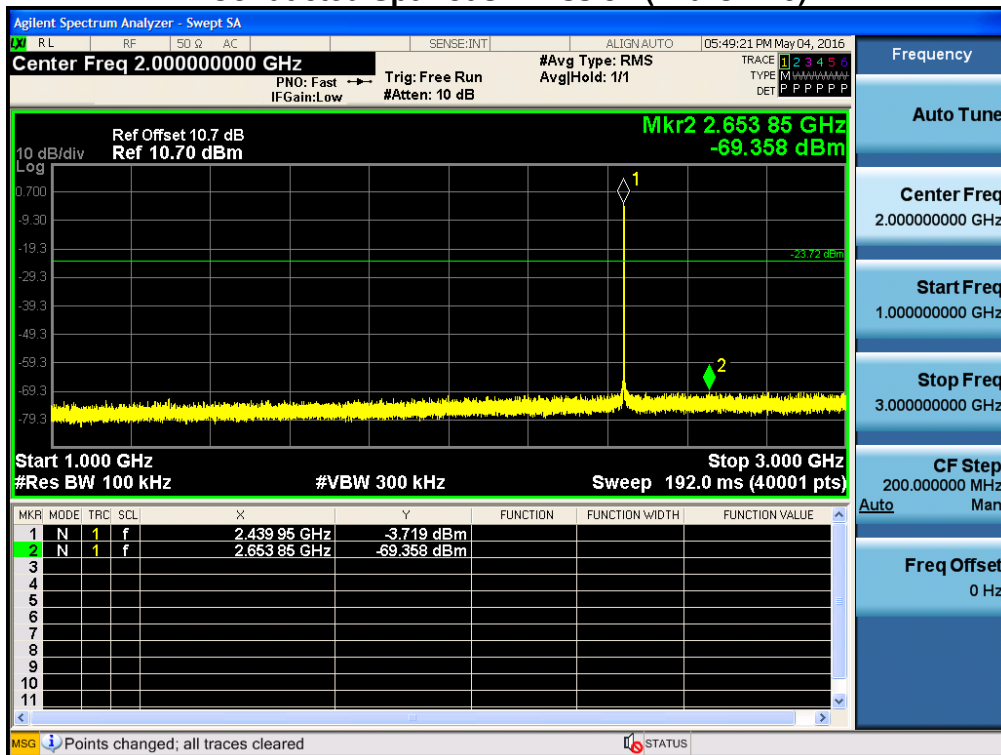 Agilent Spectrum Analyzer - Swept SA
LXI RL RF 50 Ω AC SENSE:INT ALIGN AUTO 05:49:21 PM May 04, 2016
Center Freq 2.000000000 GHz
PNO: Fast
IFGain:Low
Trig: Free Run
#Atten: 10 dB
#Avg Type: RMS
Avg|Hold: 1/1
TRACE 1 2 3 4 5 6
TYPE M WWWWW
DET P P P P P P
Mkr2 2.653 85 GHz
-69.358 dBm
Ref Offset 10.7 dB
Ref 10.70 dBm
10 dB/div
Log
0.700
-9.30
-19.3
-29.3
-39.3
-49.3
-59.3
-69.3
-79.3
1
-23.72 dBm
2
Start 1.000 GHz
Stop 3.000 GHz
#Res BW 100 kHz
#VBW 300 kHz
Sweep 192.0 ms (40001 pts)
MKR MODE TRC SCL X Y FUNCTION FUNCTION WIDTH FUNCTION VALUE
1 N 1 f 2.439 95 GHz -3.719 dBm
2 N 1 f 2.653 85 GHz -69.358 dBm
3
4
5
6
7
8
9
10
11
MSG Points changed; all traces cleared
STATUS
Frequency
Auto Tune
Center Freq
2.000000000 GHz
Start Freq
1.000000000 GHz
Stop Freq
3.000000000 GHz
CF Step
200.000000 MHz
Auto Man
Freq Offset
0 Hz